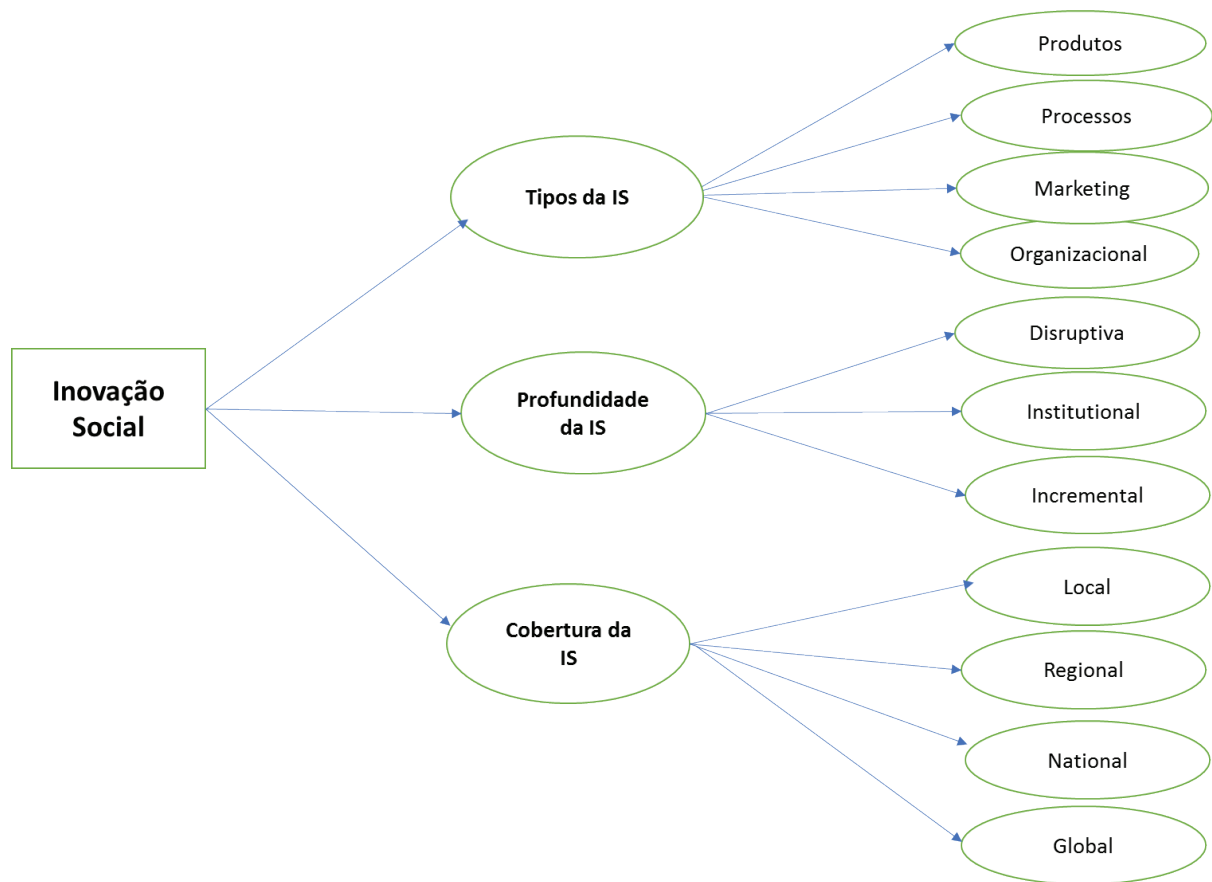 Inovação
Social
Tipos da IS
Produtos
Processos
Marketing
Organizacional
Profundidade
da IS
Disruptiva
Institutional
Incremental
Cobertura da
IS
Local
Regional
National
Global